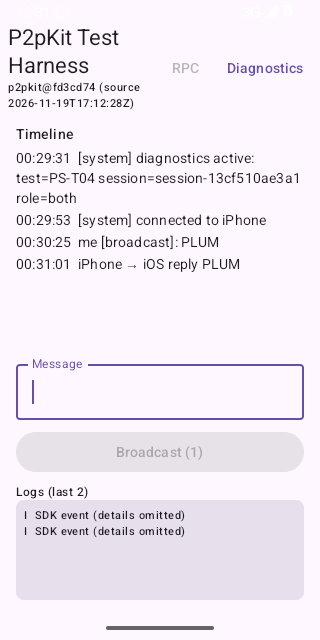 P2pKit Test
Harness
RPC
Diagnostics
p2pkit@fd3cd74 (source
2026-11-19T17:12:28Z)
Timeline
00:29:31 [system] diagnostics active:
test=PS-T04 session=session-13cf510ae3a1
role=both
00:29:53 [system] connected to iPhone
00:30:25 me [broadcast]: PLUM
00:31:01 iPhone → iOS reply PLUM
Message
Broadcast (1)
Logs (last 2)
I SDK event (details omitted)
I SDK event (details omitted)